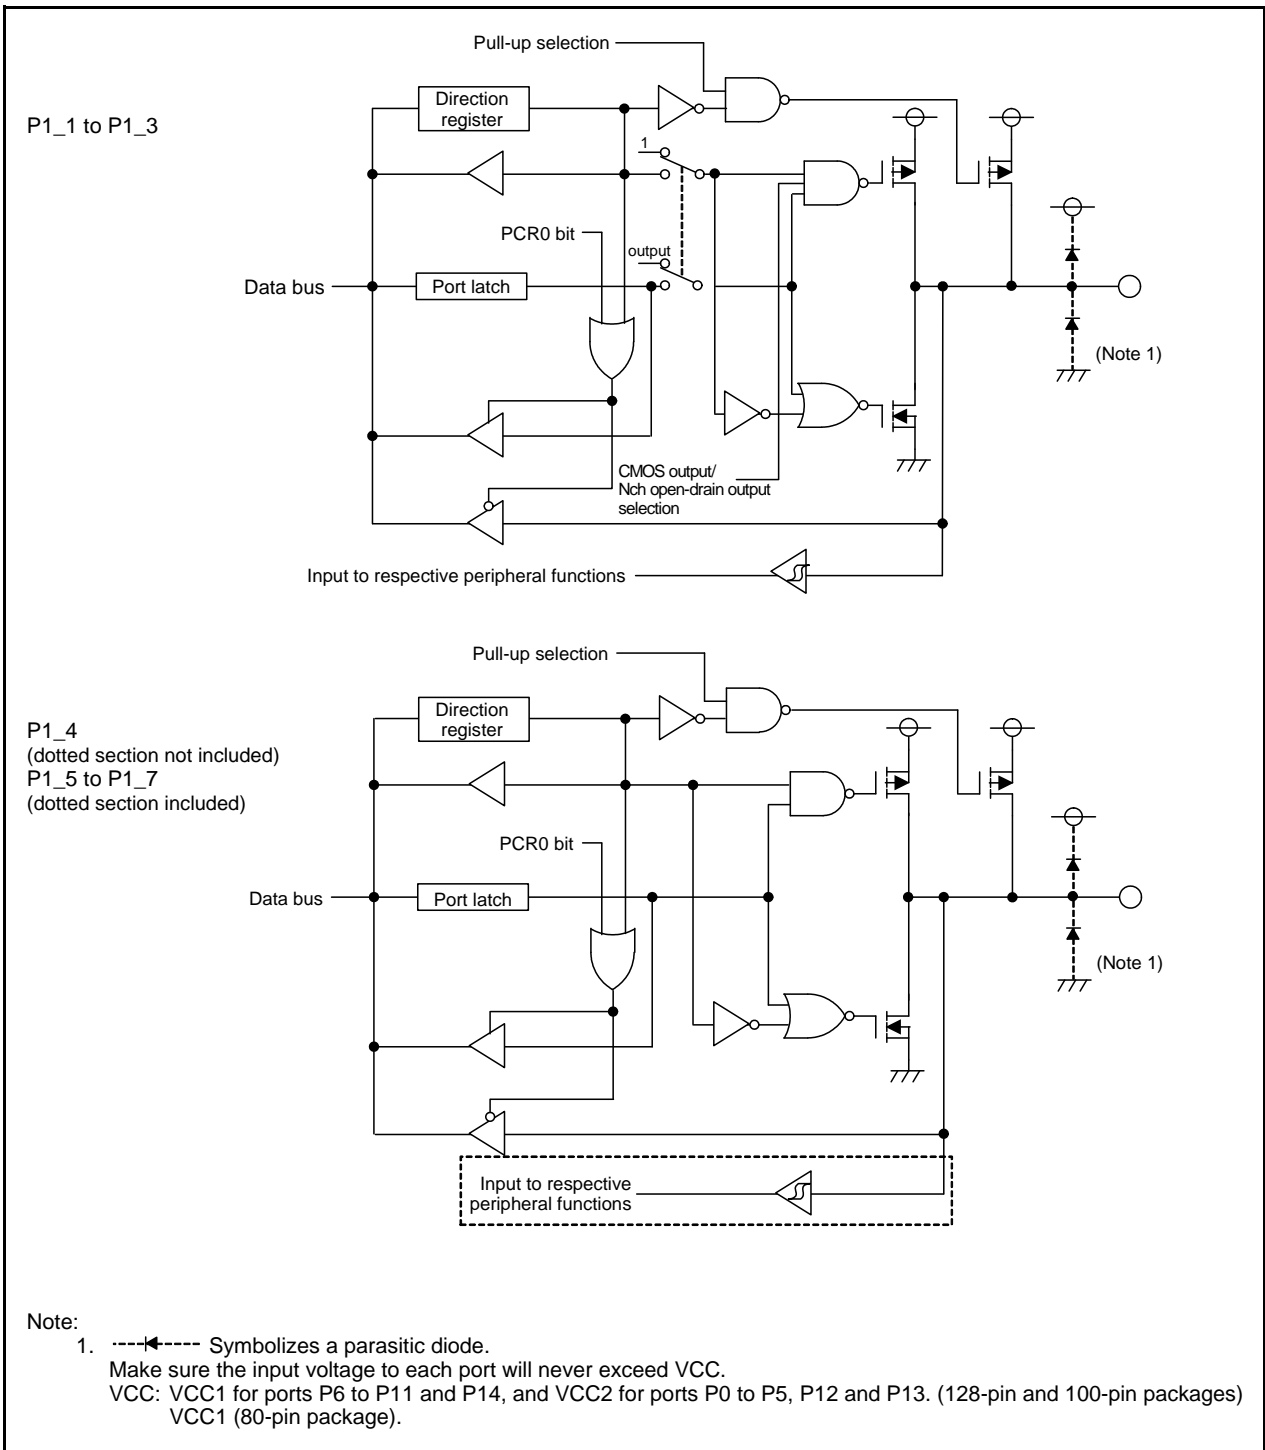 Pull-up selection
P1_1 to P1_3
Direction
register
1
PCR0 bit
output
Data bus
Port latch
(Note 1)
CMOS output/
Nch open-drain output
selection
Input to respective peripheral functions
Pull-up selection
P1_4
(dotted section not included)
P1_5 to P1_7
(dotted section included)
Direction
register
PCR0 bit
Data bus
Port latch
(Note 1)
Input to respective
peripheral functions
Note:
1. Symbolizes a parasitic diode.
Make sure the input voltage to each port will never exceed VCC.
VCC: VCC1 for ports P6 to P11 and P14, and VCC2 for ports P0 to P5, P12 and P13. (128-pin and 100-pin packages)
VCC1 (80-pin package).